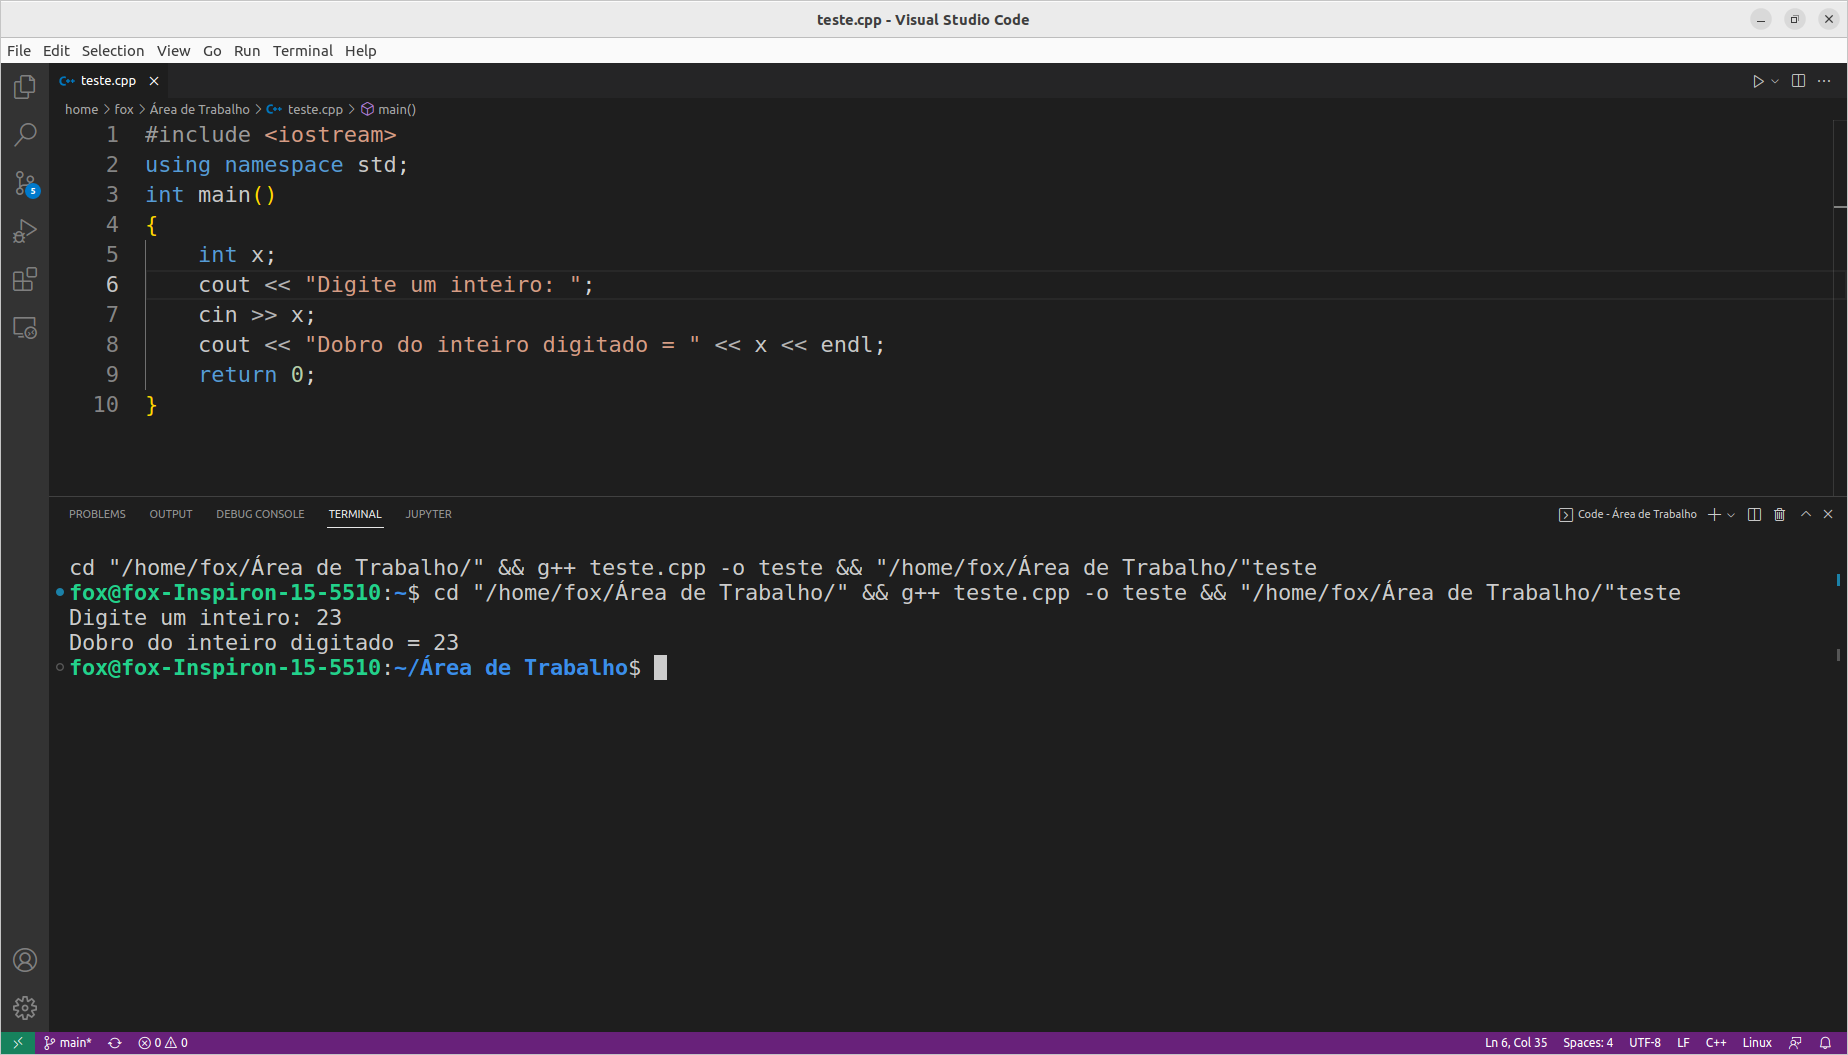 teste.cpp - Visual Studio Code
File Edit Selection View Go Run Terminal Help
teste.cpp
home > fox > Área de Trabalho > teste.cpp > main()
1 #include <iostream>
2 using namespace std;
3 int main()
4 {
5 int x;
6 cout << "Digite um inteiro: ";
7 cin >> x;
8 cout << "Dobro do inteiro digitado = " << x << endl;
9 return 0;
10 }
5
PROBLEMS OUTPUT DEBUG CONSOLE TERMINAL JUPYTER
Code - Área de Trabalho
cd "/home/fox/Área de Trabalho/" && g++ teste.cpp -o teste && "/home/fox/Área de Trabalho/"teste
fox@fox-Inspiron-15-5510:~$ cd "/home/fox/Área de Trabalho/" && g++ teste.cpp -o teste && "/home/fox/Área de Trabalho/"teste
Digite um inteiro: 23
Dobro do inteiro digitado = 23
fox@fox-Inspiron-15-5510:~/Área de Trabalho$
main* 0 0 Ln 6, Col 35 Spaces: 4 UTF-8 LF C++ Linux